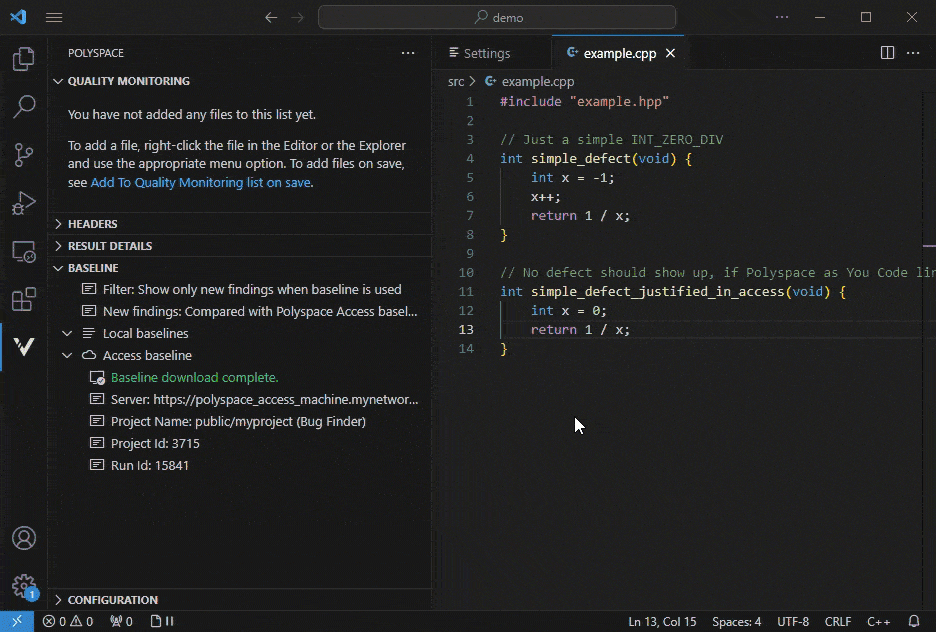 demo
POLYSPACE
QUALITY MONITORING
You have not added any files to this list yet.
To add a file, right-click the file in the Editor or the Explorer
and use the appropriate menu option. To add files on save,
see Add To Quality Monitoring list on save.
HEADERS
RESULT DETAILS
BASELINE
Filter: Show only new findings when baseline is used
New findings: Compared with Polyspace Access basel...
Local baselines
Access baseline
Baseline download complete.
Server: https://polyspace_access_machine.mynetwor...
Project Name: public/myproject (Bug Finder)
Project Id: 3715
Run Id: 15841
CONFIGURATION
Settings
example.cpp
src > example.cpp
1 #include "example.hpp"
2
3 // Just a simple INT_ZERO_DIV
4 int simple_defect(void) {
5 int x = -1;
6 x++;
7 return 1 / x;
8 }
9
10 // No defect should show up, if Polyspace as You Code lin
11 int simple_defect_justified_in_access(void) {
12 int x = 0;
13 return 1 / x;
14 }
1
0 0 0
Ln 13, Col 15 Spaces: 4 UTF-8 CRLF C++